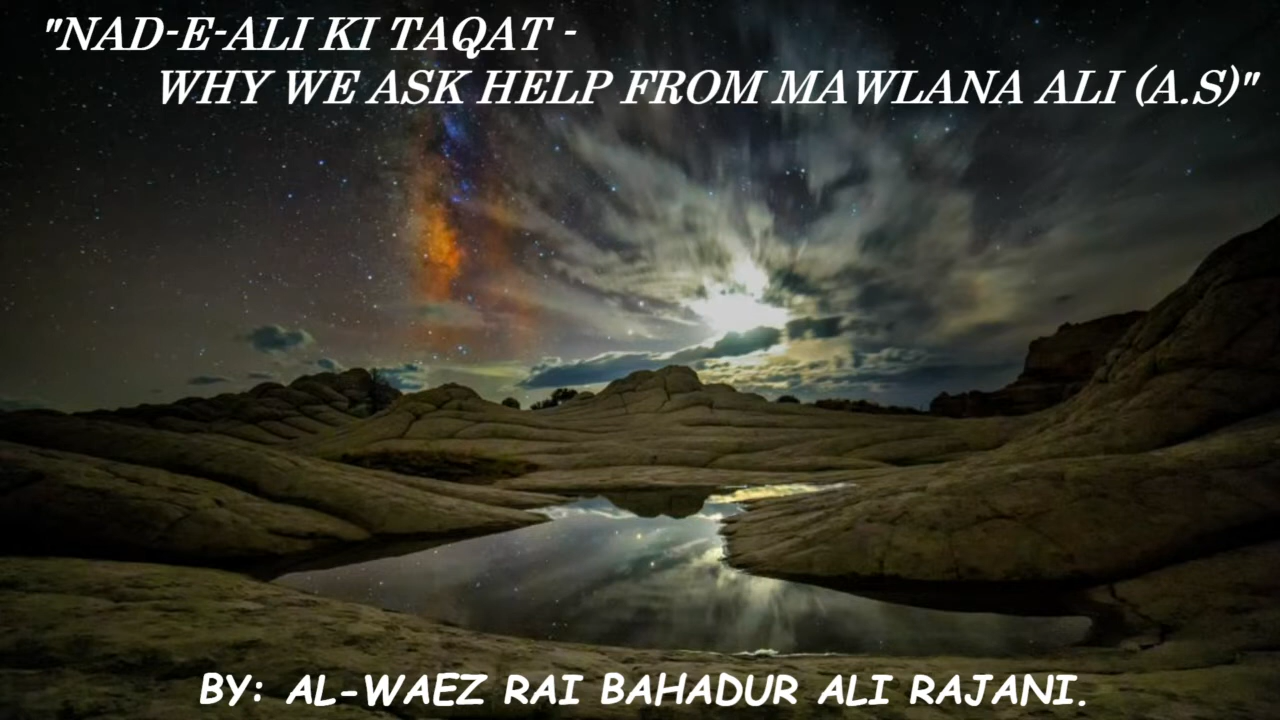 "NAD-E-ALI KI TAQAT -
WHY WE ASK HELP FROM MAWLANA ALI (A.S)"
BY: AL-WAEZ RAI BAHADUR ALI RAJANI.